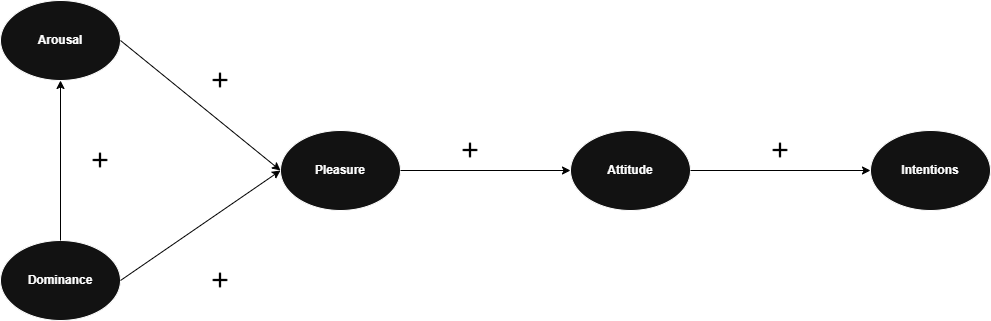 Arousal
+
+
Pleasure
+
Attitude
+
Intentions
Dominance
+